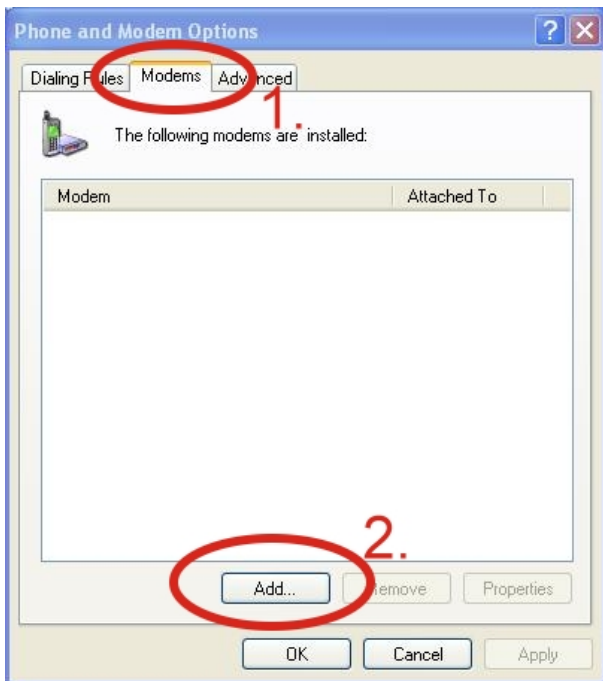 Phone and Modem Options
Dialing Rules Modems Advanced
1.
The following modems are installed:
Modem Attached To
2.
Add... Remove Properties
OK Cancel Apply